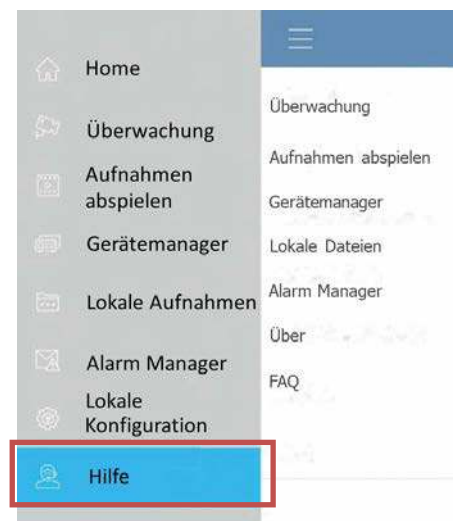 Home
Überwachung
Aufnahmen
abspielen
Gerätemanager
Lokale Aufnahmen
Alarm Manager
Lokale
Konfiguration
Hilfe
Überwachung
Aufnahmen abspielen
Gerätemanager
Lokale Dateien
Alarm Manager
Über
FAQ